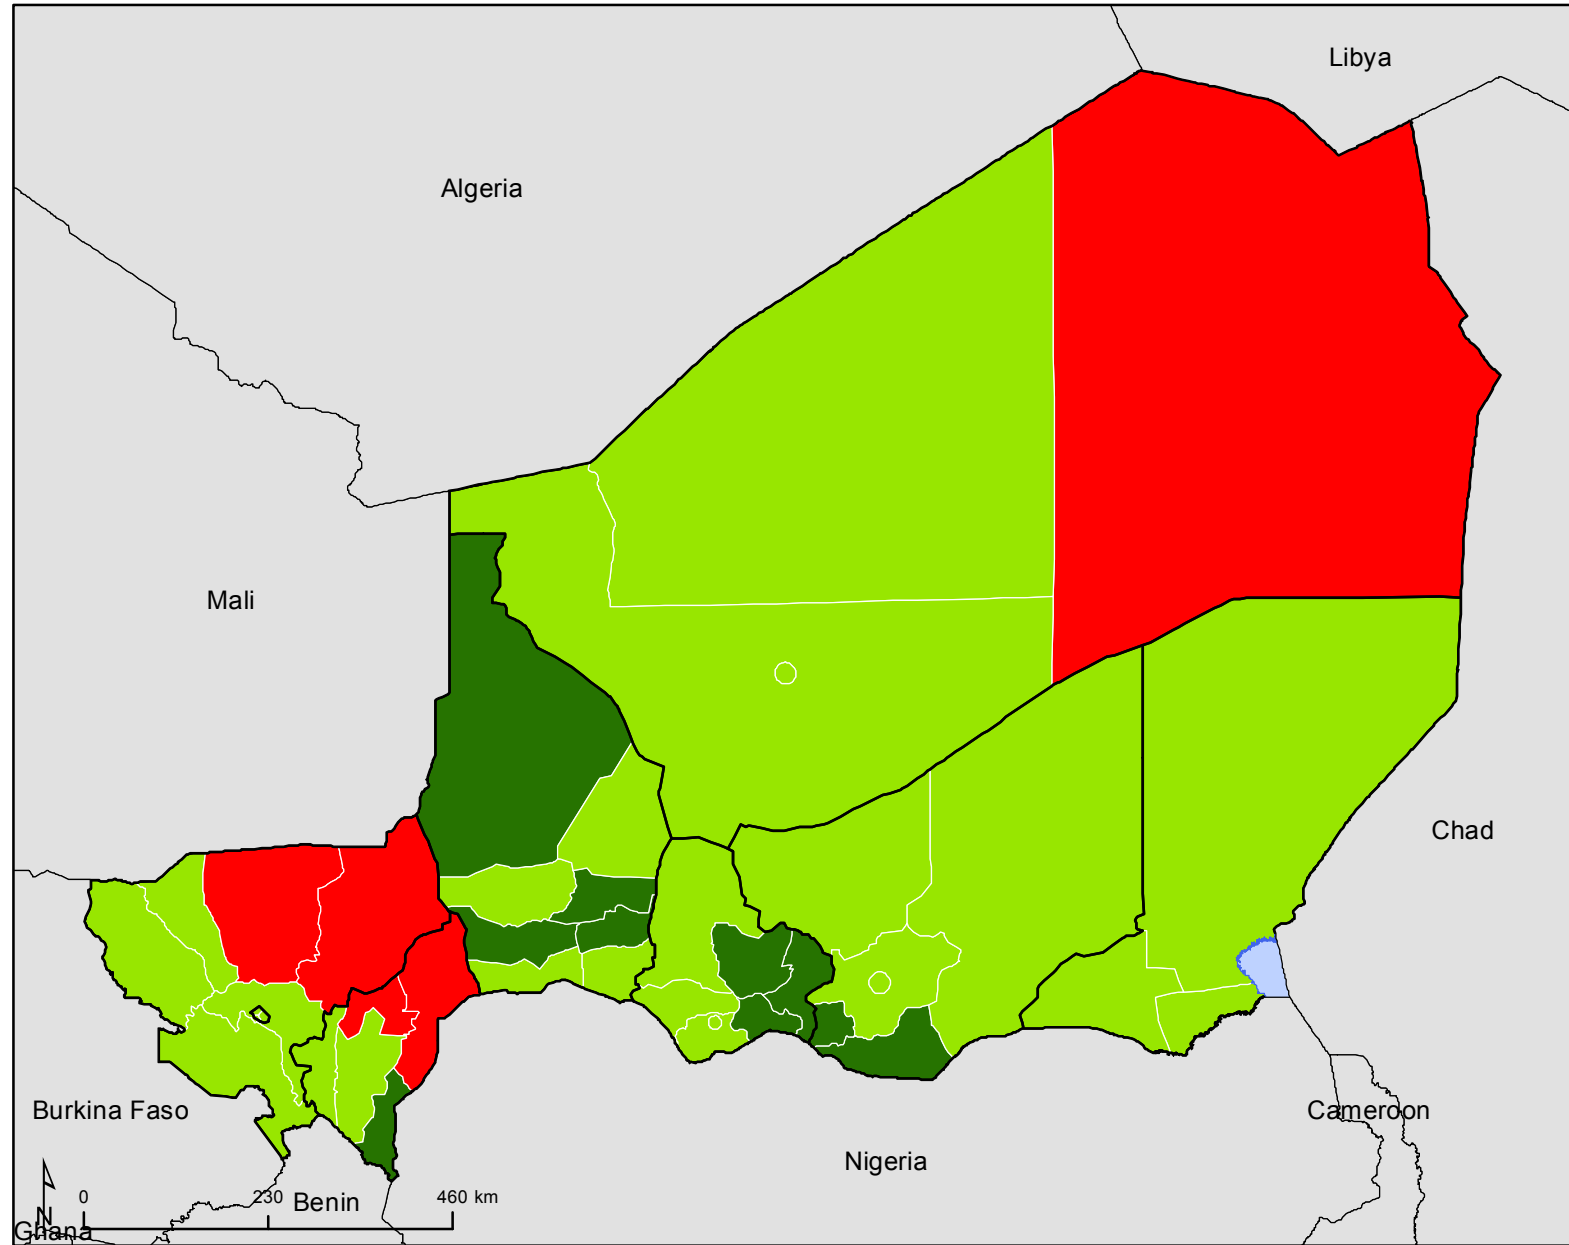 Libya
Algeria
Mali
Chad
Burkina Faso
Cameroon
Nigeria
0 230 460 km
Benin
N
Ghana